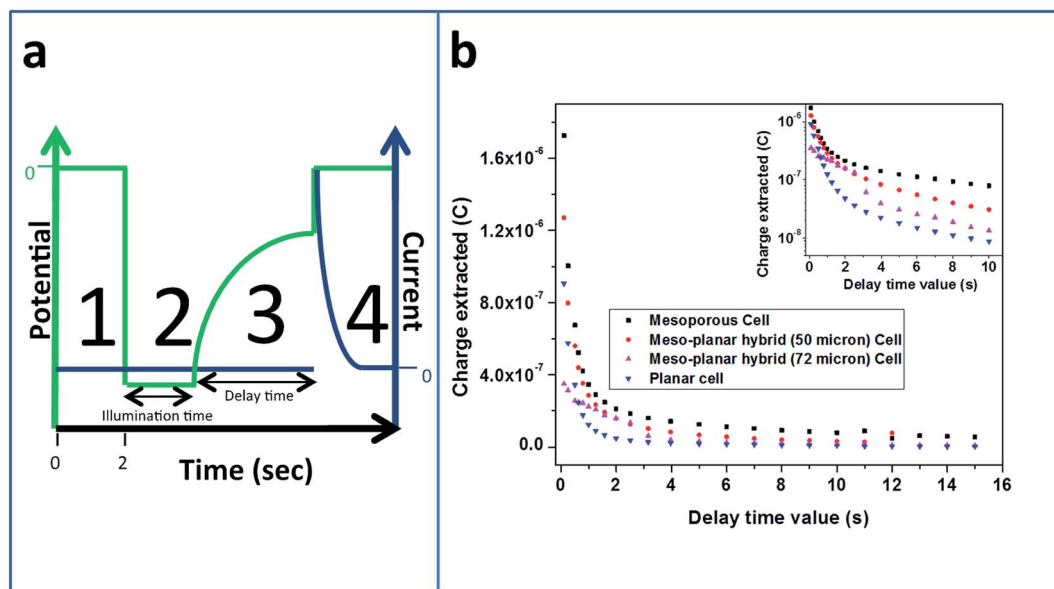 a
0
Potential
1
2
3
4
Current
0
Illumination time
Delay time
0
2
Time (sec)
b
1.6x10⁻⁶
1.2x10⁻⁶
8.0x10⁻⁷
4.0x10⁻⁷
0.0
Charge extracted (C)
0 2 4 6 8 10 12 14 16
Delay time value (s)
Mesoporous Cell
Meso-planar hybrid (50 micron) Cell
Meso-planar hybrid (72 micron) Cell
Planar cell
10⁻⁶
10⁻⁷
10⁻⁸
Charge extracted (C)
0 2 4 6 8 10
Delay time value (s)